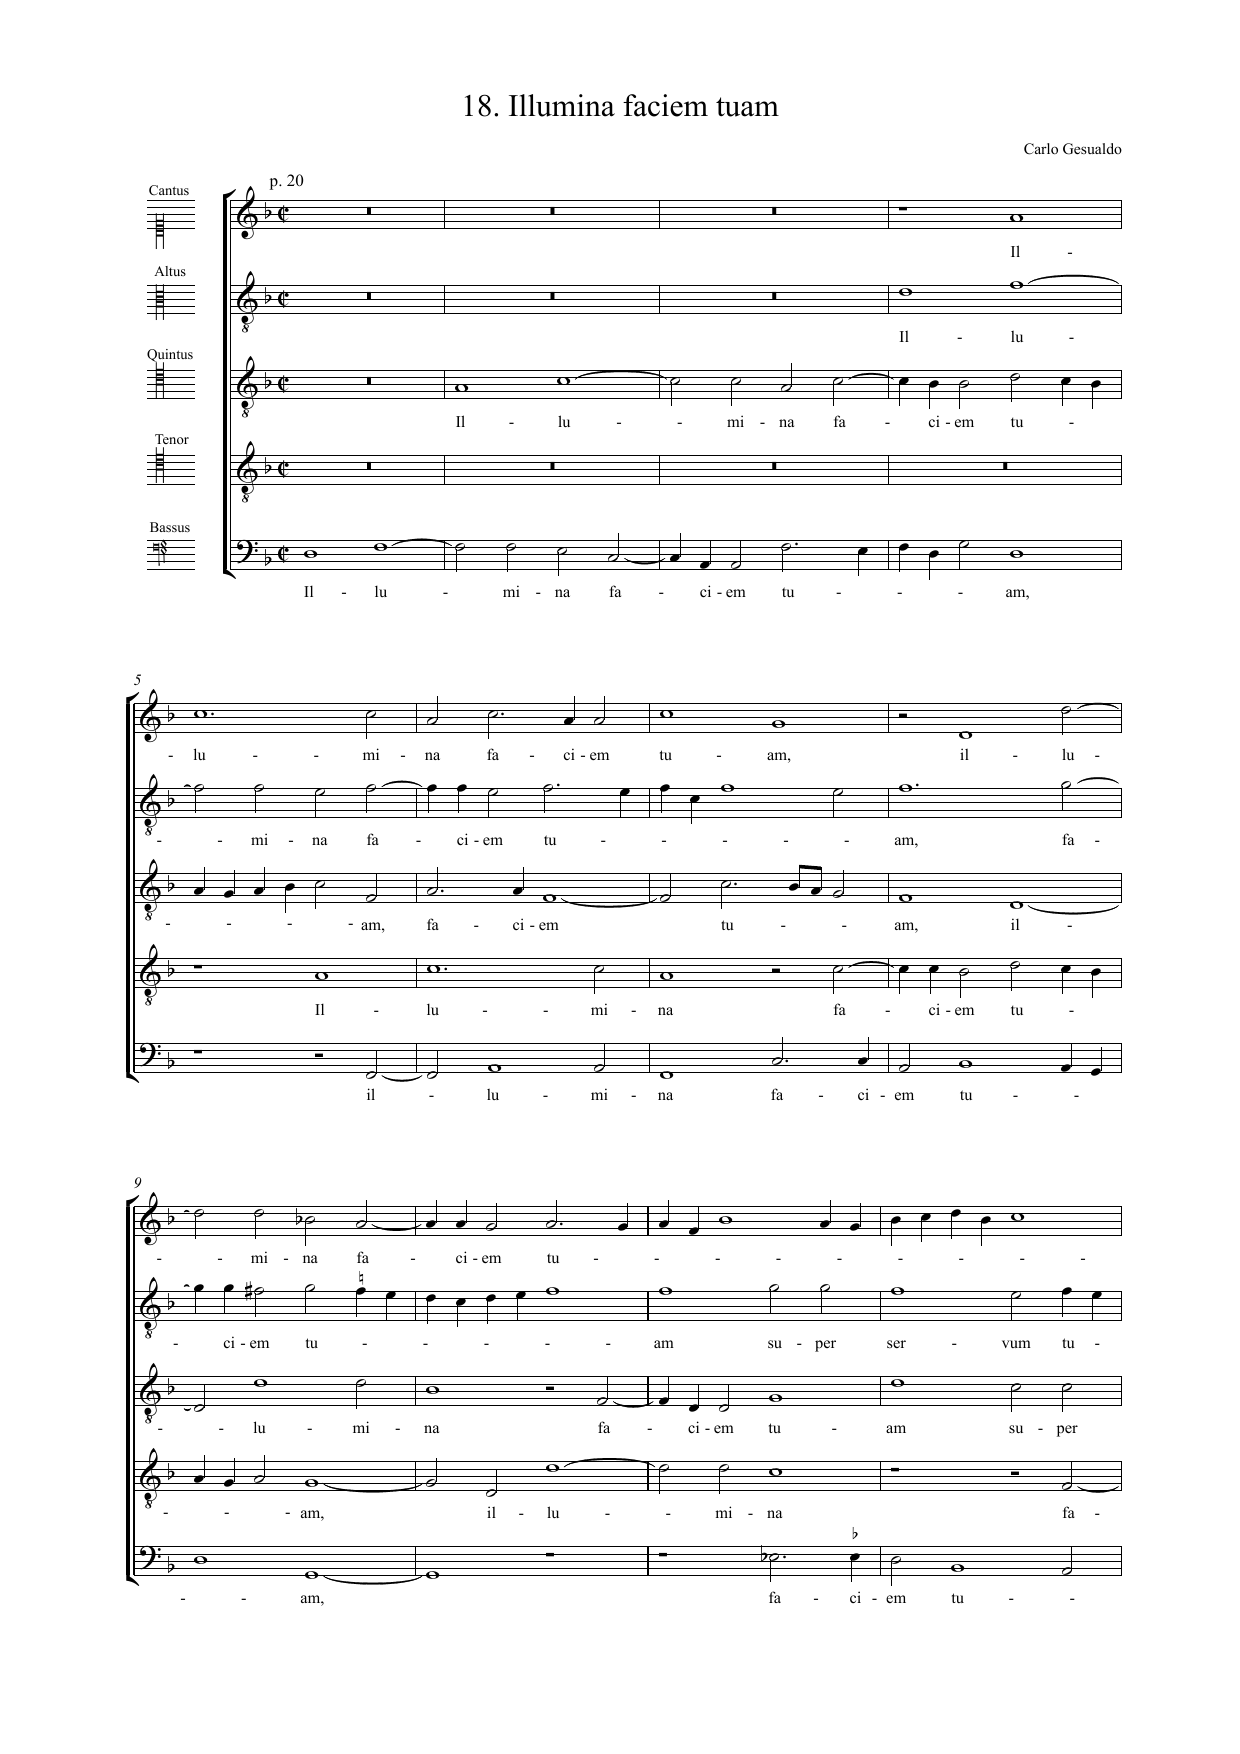 18. Illumina faciem tuam
Carlo Gesualdo
p. 20
Cantus
Il -
Altus
Il - lu -
Quintus
Il - lu - - mi - na fa - ci - em tu -
Tenor
Bassus
Il - lu - mi - na fa - ci - em tu - - - am,
5
- lu - - mi - na fa - ci - em tu - am, il - lu -
- - mi - na fa - ci - em tu - - - - am, fa -
- - - - am, fa - ci - em tu - - am, il -
Il - lu - - mi - na fa - ci - em tu -
il - lu - mi - na fa - ci - em tu - -
9
- - mi - na fa - ci - em tu - - - - - - - -
- ci - em tu - - - - - am su - per ser - vum tu -
- - lu - mi - na fa - ci - em tu - am su - per
- - - am, il - lu - - mi - na fa -
- - am, fa - ci - em tu - -